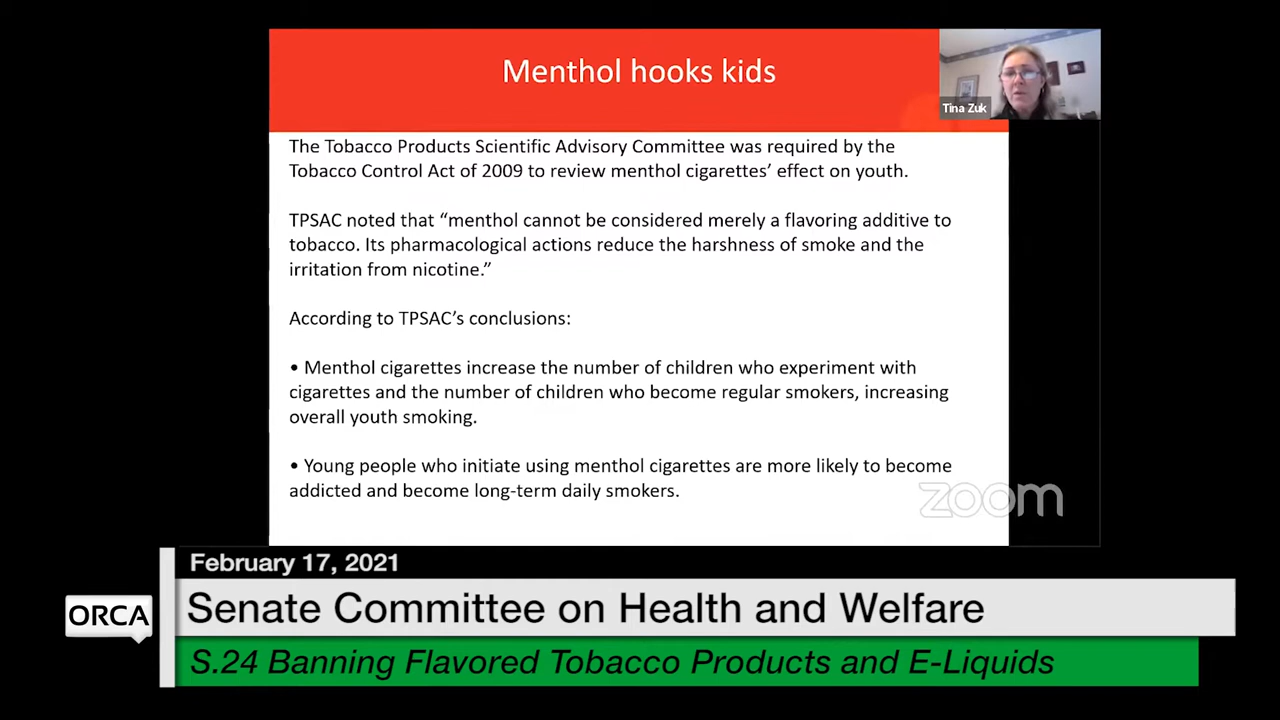 Menthol hooks kids
Tina Zuk
The Tobacco Products Scientific Advisory Committee was required by the
Tobacco Control Act of 2009 to review menthol cigarettes’ effect on youth.
TPSAC noted that “menthol cannot be considered merely a flavoring additive to
tobacco. Its pharmacological actions reduce the harshness of smoke and the
irritation from nicotine.”
According to TPSAC’s conclusions:
• Menthol cigarettes increase the number of children who experiment with
cigarettes and the number of children who become regular smokers, increasing
overall youth smoking.
• Young people who initiate using menthol cigarettes are more likely to become
addicted and become long-term daily smokers.
zoom
February 17, 2021
ORCA
Senate Committee on Health and Welfare
S.24 Banning Flavored Tobacco Products and E-Liquids